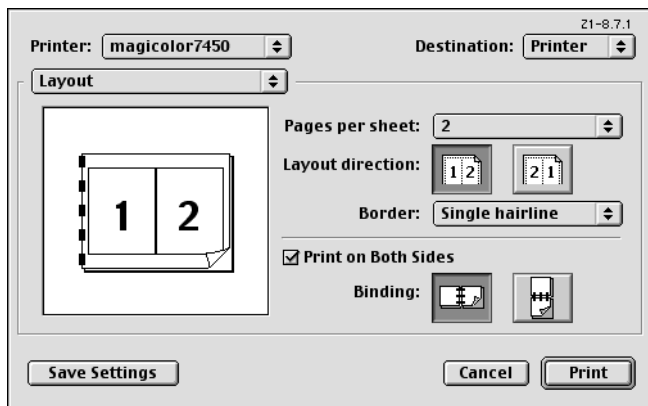 Z1-8.7.1
Printer: magicolor7450 Destination: Printer
Layout
Pages per sheet: 2
1 2
Layout direction: 1 2 2 1
Border: Single hairline
Print on Both Sides
Binding:
Save Settings Cancel Print